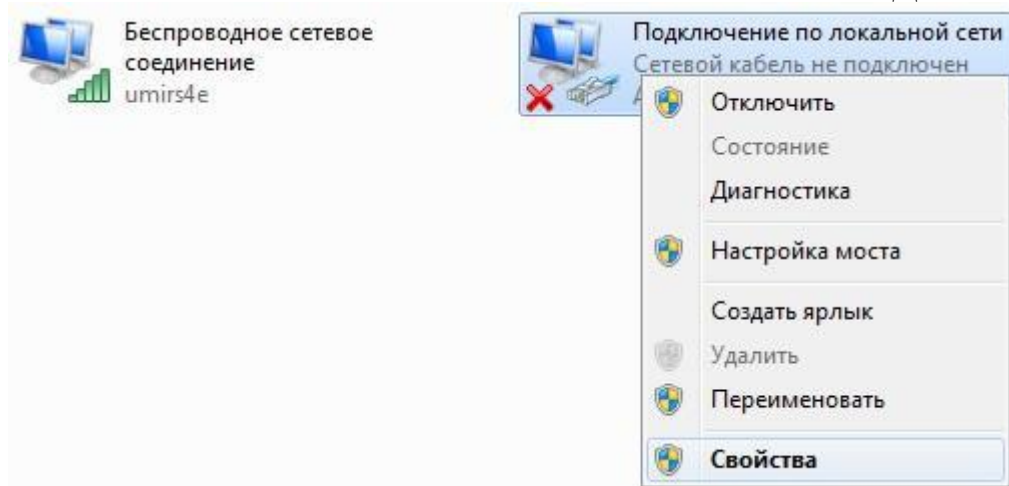 Беспроводное сетевое
соединение
umirs4e
Подключение по локальной сети
Сетевой кабель не подключен
Отключить
Состояние
Диагностика
Настройка моста
Создать ярлык
Удалить
Переименовать
Свойства